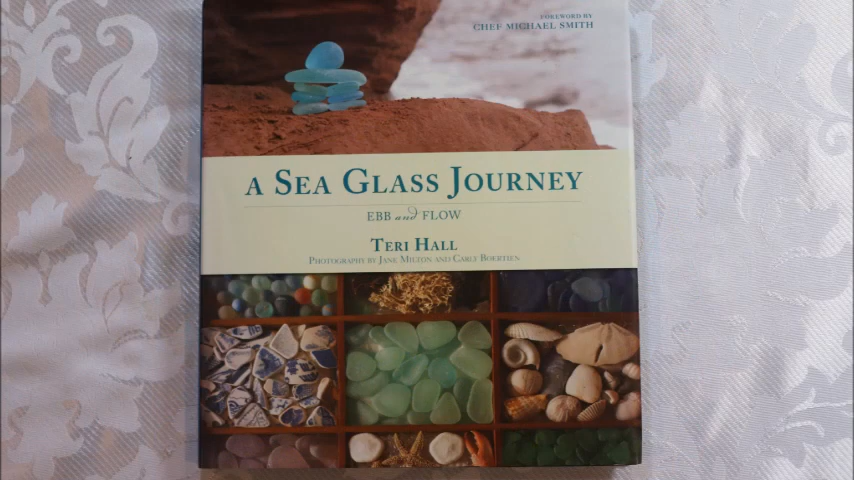 FOREWORD BY
CHEF MICHAEL SMITH
A SEA GLASS JOURNEY
EBB and FLOW
TERI HALL
PHOTOGRAPHY BY JANE MILTON AND CARLY BOERTIEN